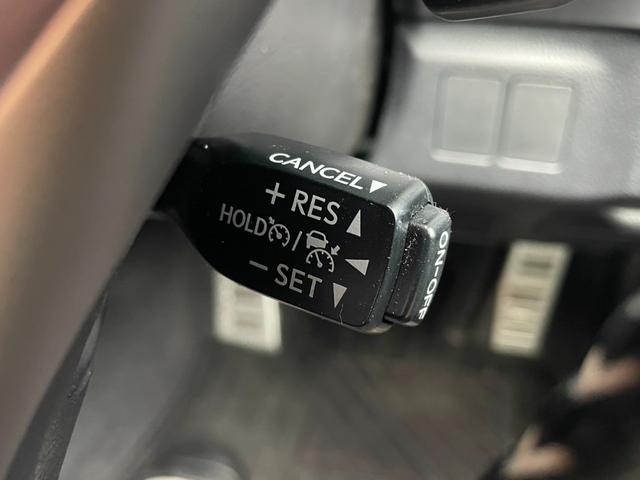 CANCEL▼
+RES▲
HOLD /
−SET▼
ON-OFF